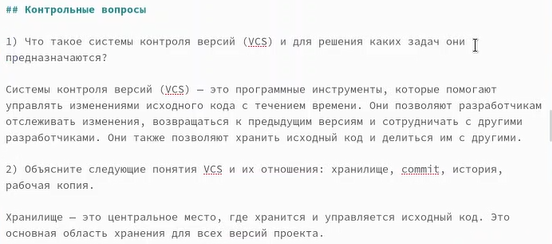 ## Контрольные вопросы
1) Что такое системы контроля версий (VCS) и для решения каких задач они
предназначаются?
Системы контроля версий (VCS) — это программные инструменты, которые помогают
управлять изменениями исходного кода с течением времени. Они позволяют разработчикам
отслеживать изменения, возвращаться к предыдущим версиям и сотрудничать с другими
разработчиками. Они также позволяют хранить исходный код и делиться им с другими.
2) Объясните следующие понятия VCS и их отношения: хранилище, commit, история,
рабочая копия.
Хранилище — это центральное место, где хранится и управляется исходный код. Это
основная область хранения для всех версий проекта.